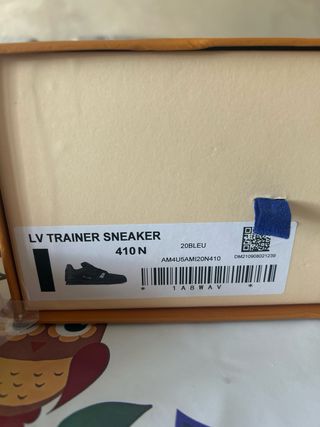 LV TRAINER SNEAKER
410 N
20BLEU
AM4U5AMI20N410
DM210908021239
* 1A8WAV *